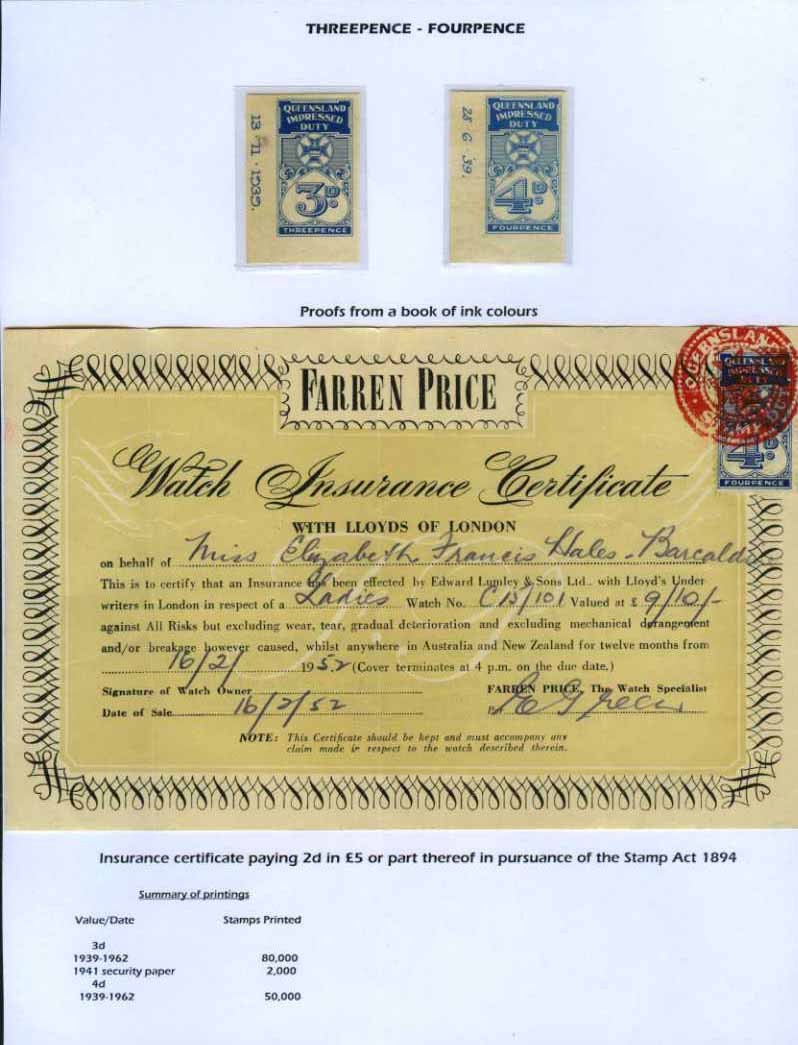 THREEPENCE - FOURPENCE
13 · 11 · 1939.
QUEENSLAND
IMPRESSED
DUTY
3D
THREEPENCE
28 · 6 · 39.
QUEENSLAND
IMPRESSED
DUTY
4D
FOURPENCE
Proofs from a book of ink colours
FARREN PRICE
QUEENSLAND
QUEENSLAND
IMPRESSED
DUTY
4D
FOURPENCE
Watch Insurance Certificate
WITH LLOYDS OF LONDON
on behalf of Miss Elizabeth Francis Hales - Barcaldi
This is to certify that an Insurance has been effected by Edward Lumley & Sons Ltd., with Lloyd's Under
writers in London in respect of a Ladies Watch No. C15/101 Valued at £ 9/10/-
against All Risks but excluding wear, tear, gradual deterioration and excluding mechanical derangement
and/or breakage however caused, whilst anywhere in Australia and New Zealand for twelve months from
16/2/ 1952 (Cover terminates at 4 p.m. on the due date.)
Signature of Watch Owner
FARREN PRICE, The Watch Specialist
Date of Sale 16/2/52
NOTE: This Certificate should be kept and must accompany any
claim made in respect to the watch described therein.
Insurance certificate paying 2d in £5 or part thereof in pursuance of the Stamp Act 1894
Summary of printings
Value/Date Stamps Printed
3d
1939-1962 80,000
1941 security paper 2,000
4d
1939-1962 50,000